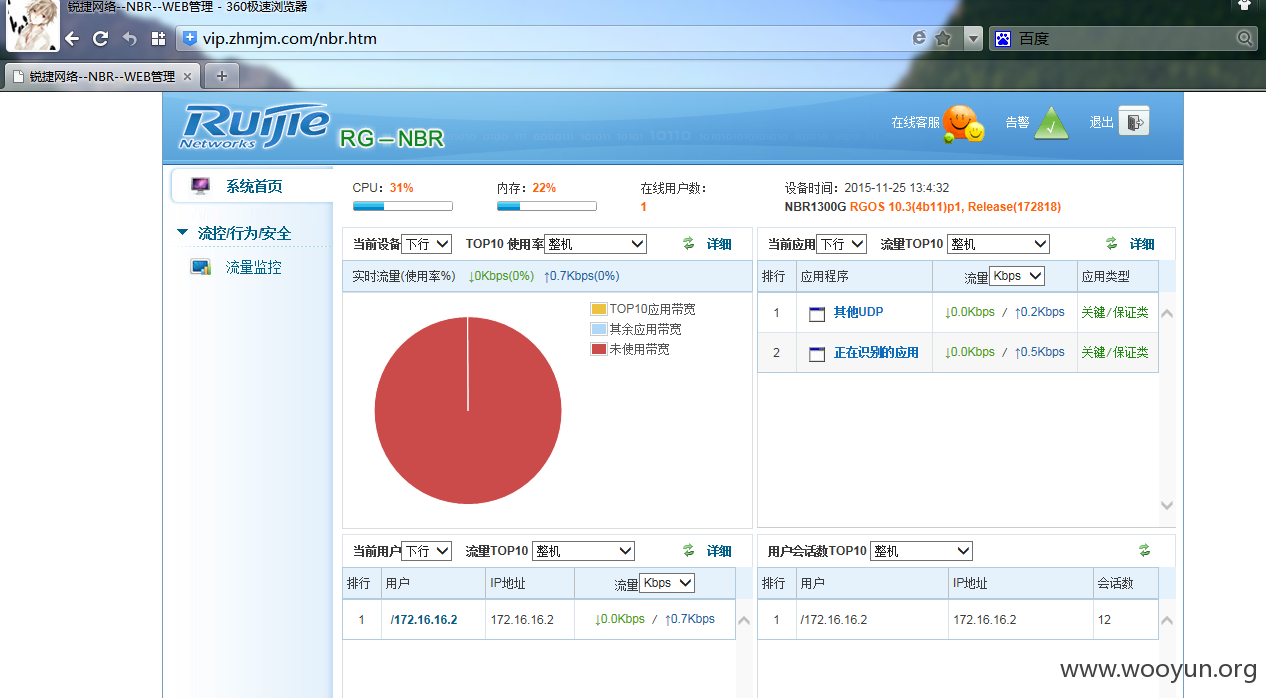 锐捷网络--NBR--WEB管理 - 360极速浏览器
vip.zhmjm.com/nbr.htm
百度
锐捷网络--NBR--WEB管理
Ruijie
Networks
RG-NBR
在线客服
告警
退出
系统首页
流控/行为/安全
流量监控
CPU：31%
内存：22%
在线用户数：
1
设备时间：2015-11-25 13:4:32
NBR1300G RGOS 10.3(4b11)p1, Release(172818)
当前设备 下行 TOP10 使用率 整机 详细
实时流量(使用率%) ↓0Kbps(0%) ↑0.7Kbps(0%)
TOP10应用带宽
其余应用带宽
未使用带宽
当前应用 下行 流量TOP10 整机 详细
排行 应用程序 流量 Kbps 应用类型
1 其他UDP ↓0.0Kbps / ↑0.2Kbps 关键/保证类
2 正在识别的应用 ↓0.0Kbps / ↑0.5Kbps 关键/保证类
当前用户 下行 流量TOP10 整机 详细
排行 用户 IP地址 流量 Kbps
1 /172.16.16.2 172.16.16.2 ↓0.0Kbps / ↑0.7Kbps
用户会话数TOP10 整机
排行 用户 IP地址 会话数
1 /172.16.16.2 172.16.16.2 12
www.wooyun.org